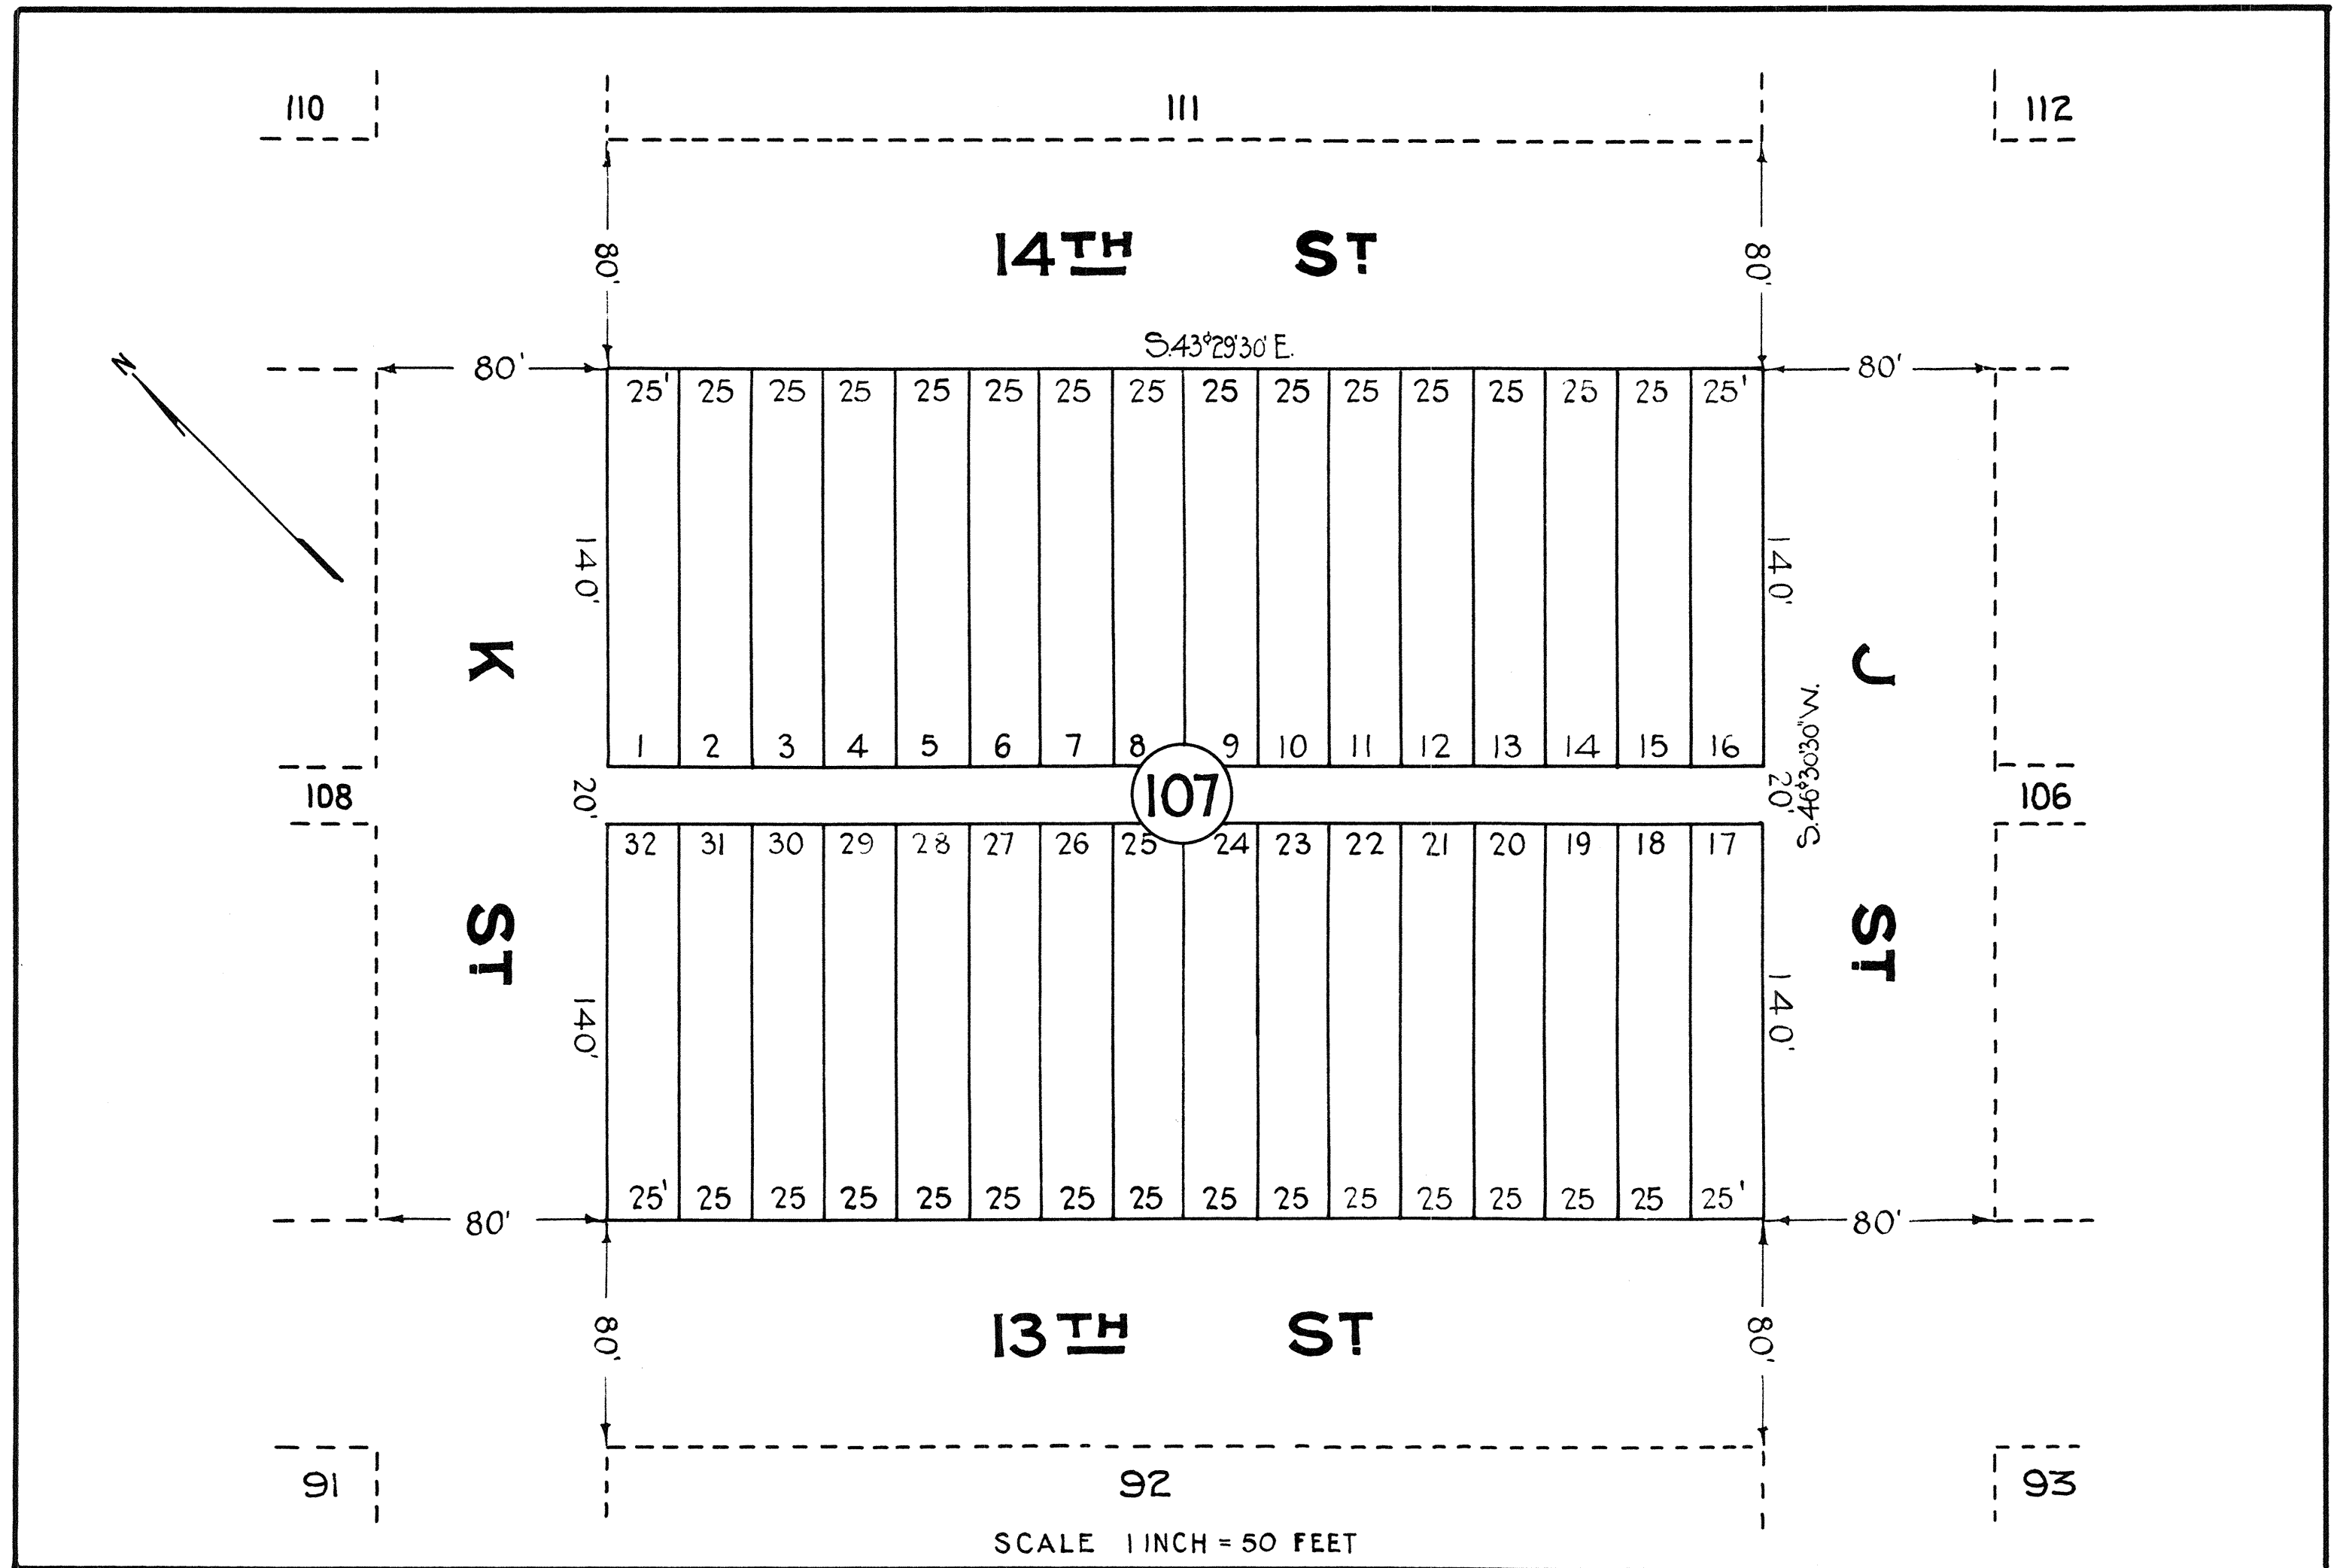 110 111 112
14TH ST
80' 80'
S.43°29'30' E.
80' 80'
25' 25 25 25 25 25 25 25 25 25 25 25 25 25 25 25'
N
140' 140'
K J
S.46°30'30" W.
1 2 3 4 5 6 7 8 9 10 11 12 13 14 15 16
108 20' 107 20' 106
32 31 30 29 28 27 26 25 24 23 22 21 20 19 18 17
ST ST
140' 140'
25' 25 25 25 25 25 25 25 25 25 25 25 25 25 25 25'
80' 80'
13TH ST
80' 80'
91 92 93
SCALE 1 INCH = 50 FEET